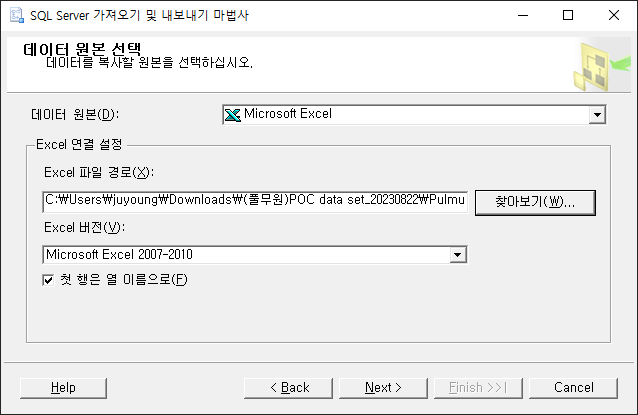 SQL Server 가져오기 및 내보내기 마법사
데이터 원본 선택
데이터를 복사할 원본을 선택하십시오.
데이터 원본(D):
Microsoft Excel
Excel 연결 설정
Excel 파일 경로(X):
C:₩Users₩juyoung₩Downloads₩(풀무원)POC data set_20230822₩Pulmu
찾아보기(W)...
Excel 버젼(V):
Microsoft Excel 2007-2010
첫 행은 열 이름으로(F)
Help
< Back
Next >
Finish >>|
Cancel